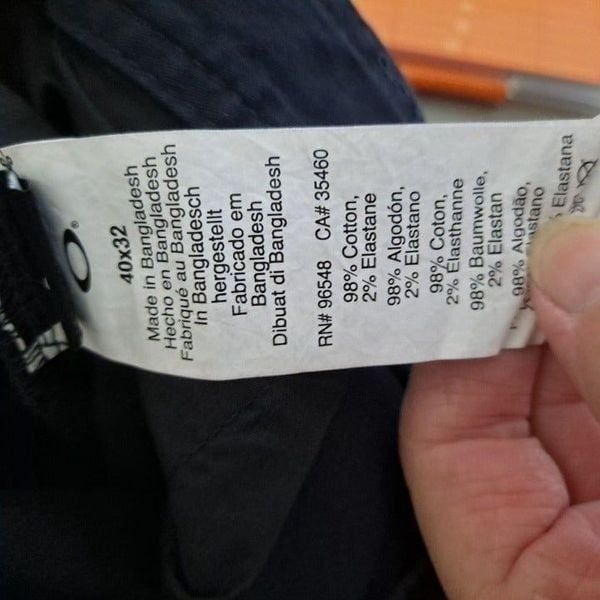 ®
40x32
Made in Bangladesh
Hecho en Bangladesh
Fabriqué au Bangladesh
In Bangladesch
hergestellt
Fabricado em
Bangladesh
Dibuat di Bangladesh
RN# 96548 CA# 35460
98% Cotton,
2% Elastane
98% Algodón,
2% Elastano
98% Coton,
2% Elasthanne
98% Baumwolle,
2% Elastan
98% Algodão,
Elastana